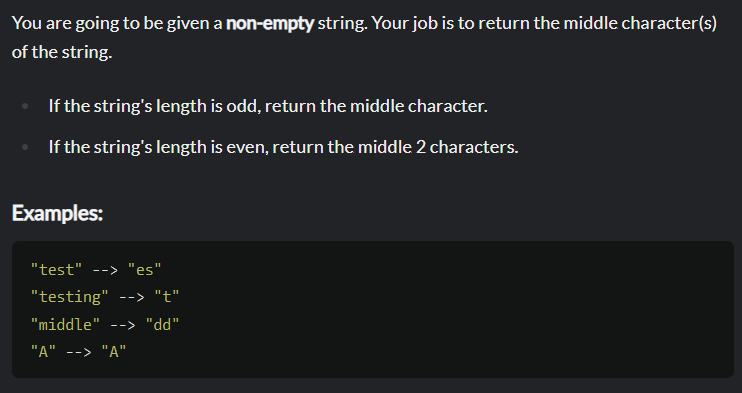 You are going to be given a non-empty string. Your job is to return the middle character(s)
of the string.
If the string's length is odd, return the middle character.
If the string's length is even, return the middle 2 characters.
Examples:
"test" --> "es"
"testing" --> "t"
"middle" --> "dd"
"A" --> "A"